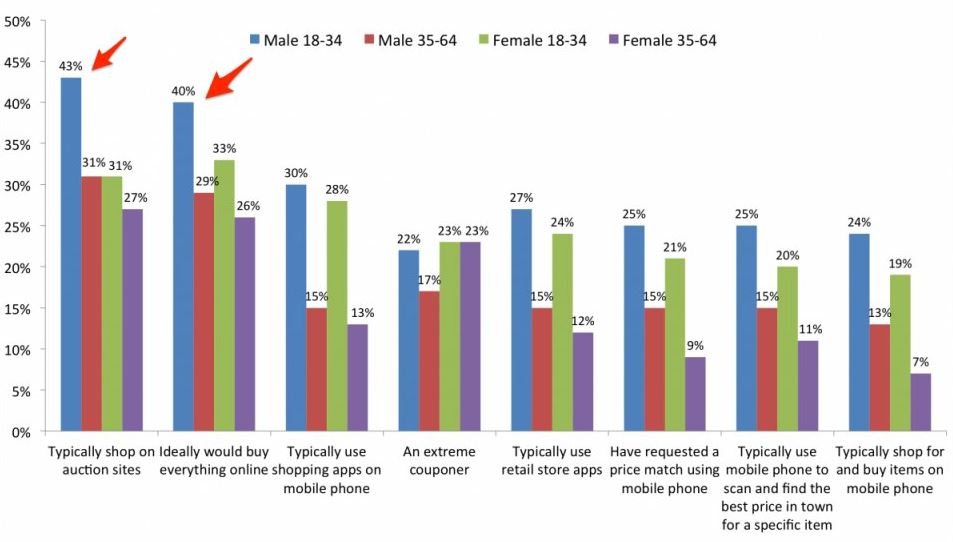 50%
Male 18-34 Male 35-64 Female 18-34 Female 35-64
45%
40%
35%
30%
25%
20%
15%
10%
5%
0%
43% 31% 31% 27%
40% 29% 33% 26%
30% 15% 28% 13%
22% 17% 23% 23%
27% 15% 24% 12%
25% 15% 21% 9%
25% 15% 20% 11%
24% 13% 19% 7%
Typically shop on
auction sites
Ideally would buy
everything online
Typically use
shopping apps on
mobile phone
An extreme
couponer
Typically use
retail store apps
Have requested a
price match using
mobile phone
Typically use
mobile phone to
scan and find the
best price in town
for a specific item
Typically shop for
and buy items on
mobile phone